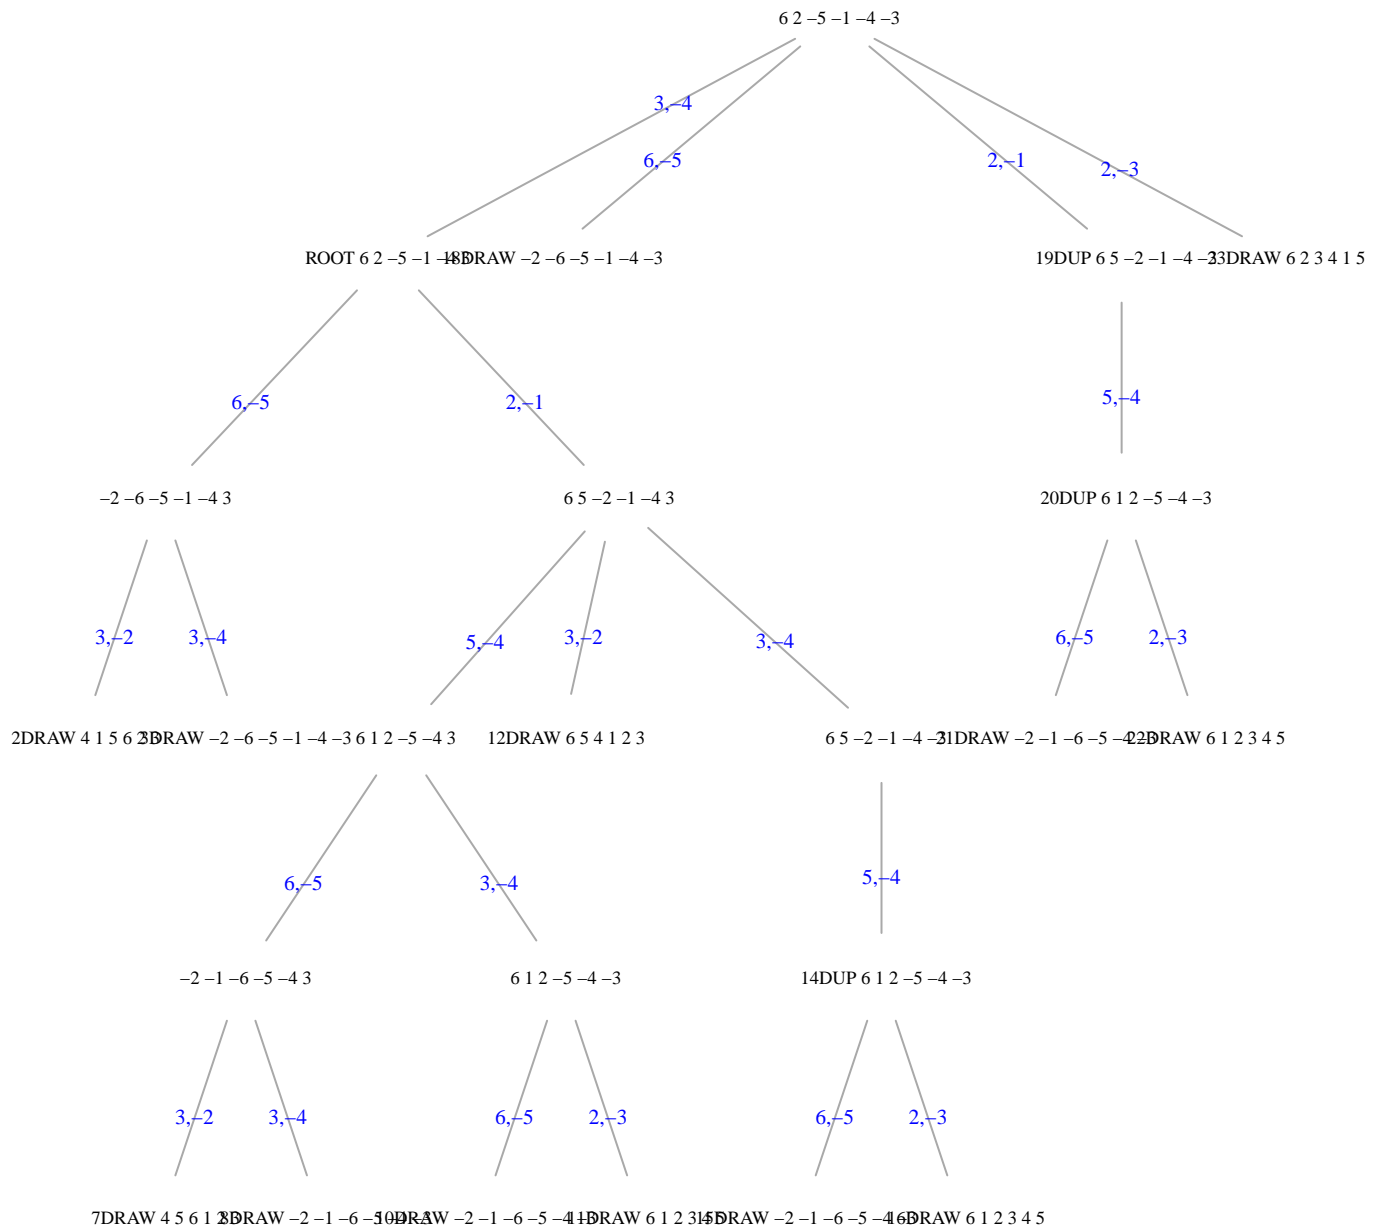 6 2 –5 –1 –4 –3
3,–4
6,–5
2,–1
2,–3
ROOT 6 2 –5 –1 –4 3
18DRAW –2 –6 –5 –1 –4 –3
19DUP 6 5 –2 –1 –4 –3
23DRAW 6 2 3 4 1 5
6,–5
2,–1
5,–4
–2 –6 –5 –1 –4 3
6 5 –2 –1 –4 3
20DUP 6 1 2 –5 –4 –3
3,–2
3,–4
5,–4
3,–2
3,–4
6,–5
2,–3
2DRAW 4 1 5 6 2 3
3DRAW –2 –6 –5 –1 –4 –3
6 1 2 –5 –4 3
12DRAW 6 5 4 1 2 3
6 5 –2 –1 –4 –3
21DRAW –2 –1 –6 –5 –4 –3
22DRAW 6 1 2 3 4 5
6,–5
3,–4
5,–4
–2 –1 –6 –5 –4 3
6 1 2 –5 –4 –3
14DUP 6 1 2 –5 –4 –3
3,–2
3,–4
6,–5
2,–3
6,–5
2,–3
7DRAW 4 5 6 1 2 3
8DRAW –2 –1 –6 –5 –4 –3
10DRAW –2 –1 –6 –5 –4 –3
11DRAW 6 1 2 3 4 5
15DRAW –2 –1 –6 –5 –4 –3
16DRAW 6 1 2 3 4 5